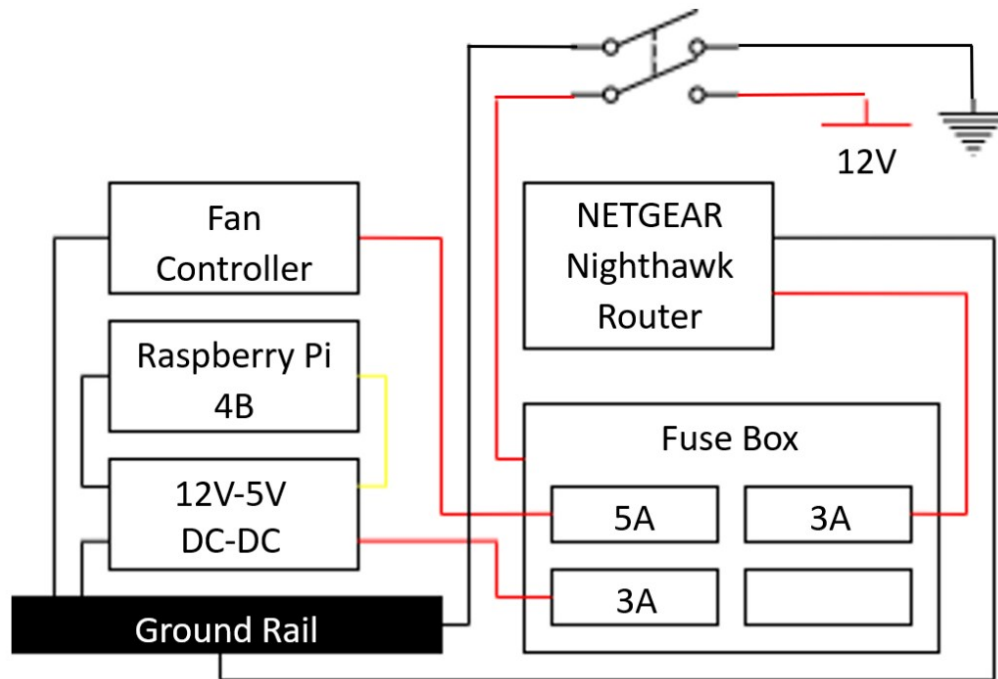 12V
Fan
Controller
NETGEAR
Nighthawk
Router
Raspberry Pi
4B
12V-5V
DC-DC
Fuse Box
5A
3A
3A
Ground Rail